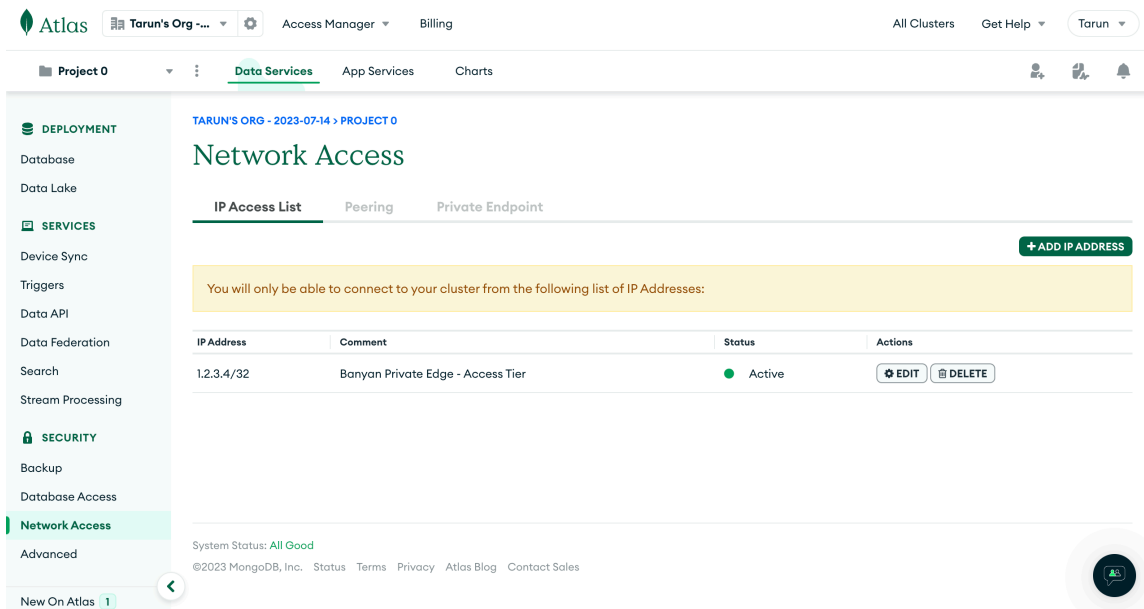 Atlas
Tarun's Org -...
Access Manager
Billing
All Clusters
Get Help
Tarun
Project 0
Data Services
App Services
Charts
DEPLOYMENT
Database
Data Lake
SERVICES
Device Sync
Triggers
Data API
Data Federation
Search
Stream Processing
SECURITY
Backup
Database Access
Network Access
Advanced
New On Atlas 1
TARUN'S ORG - 2023-07-14 > PROJECT 0
Network Access
IP Access List
Peering
Private Endpoint
+ ADD IP ADDRESS
You will only be able to connect to your cluster from the following list of IP Addresses:
IP Address Comment Status Actions
1.2.3.4/32 Banyan Private Edge - Access Tier Active EDIT DELETE
System Status: All Good
©2023 MongoDB, Inc. Status Terms Privacy Atlas Blog Contact Sales